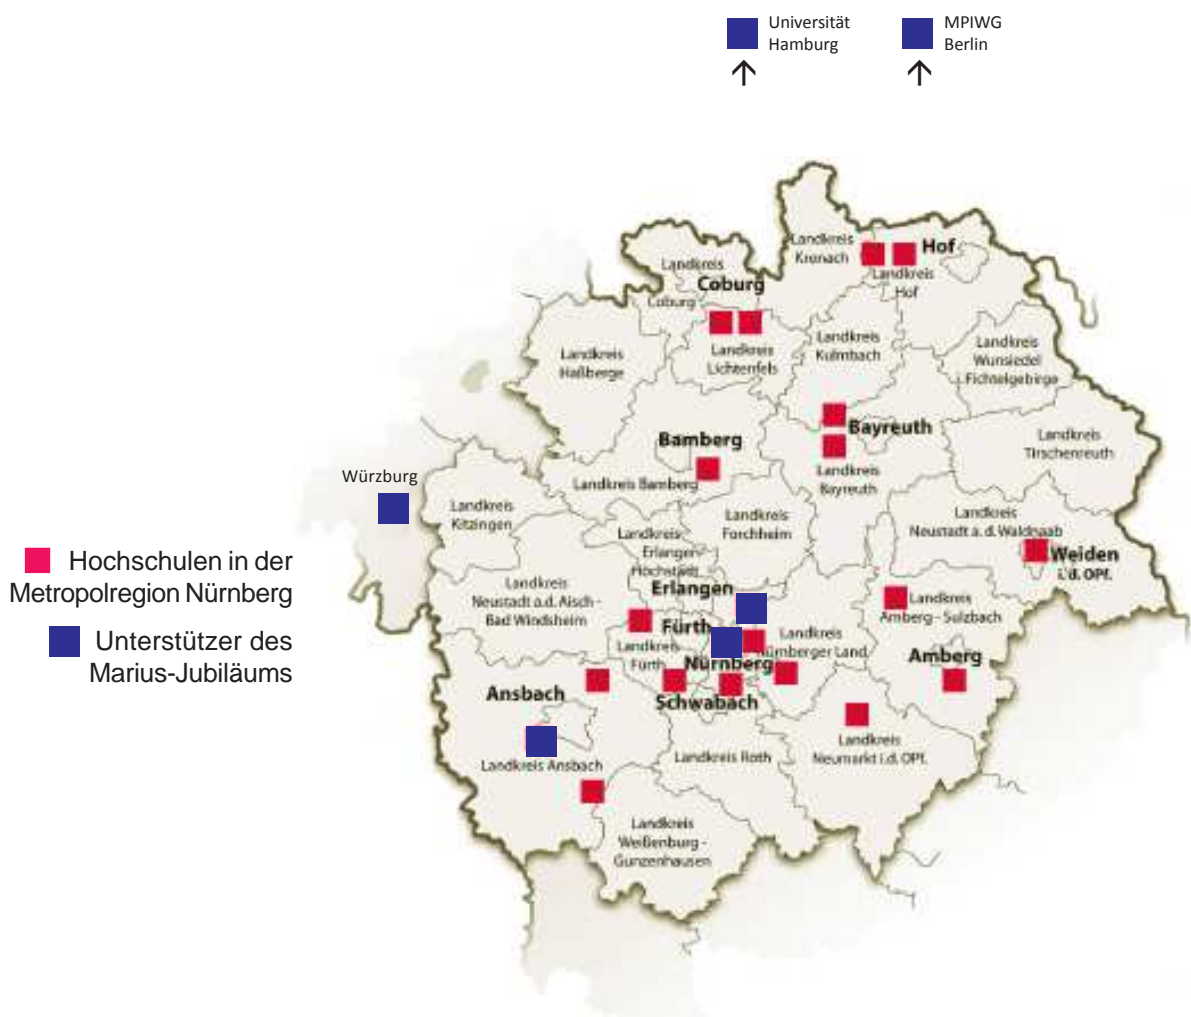 Universität
Hamburg
MPIWG
Berlin
Landkreis
Kronach
Hof
Landkreis
Hof
Landkreis
Coburg
Coburg
Landkreis
Lichtenfels
Landkreis
Kulmbach
Landkreis
Wunsiedel
Fichtelgebirge
Landkreis
Haßberge
Bamberg
Landkreis Bamberg
Bayreuth
Landkreis
Bayreuth
Landkreis
Tirschenreuth
Würzburg
Landkreis
Kitzingen
Landkreis
Erlangen-
Höchstadt
Landkreis
Forchheim
Landkreis
Neustadt a. d. Waldnaab
Weiden
i. d. OPf.
Hochschulen in der
Metropolregion Nürnberg
Unterstützer des
Marius-Jubiläums
Landkreis
Neustadt a.d. Aisch -
Bad Windsheim
Erlangen
Fürth
Landkreis
Fürth
Landkreis
Nürnberger Land
Nürnberg
Schwabach
Landkreis
Amberg - Sulzbach
Amberg
Ansbach
Landkreis Ansbach
Landkreis Roth
Landkreis
Neumarkt i.d. OPf.
Landkreis
Weißenburg -
Gunzenhausen